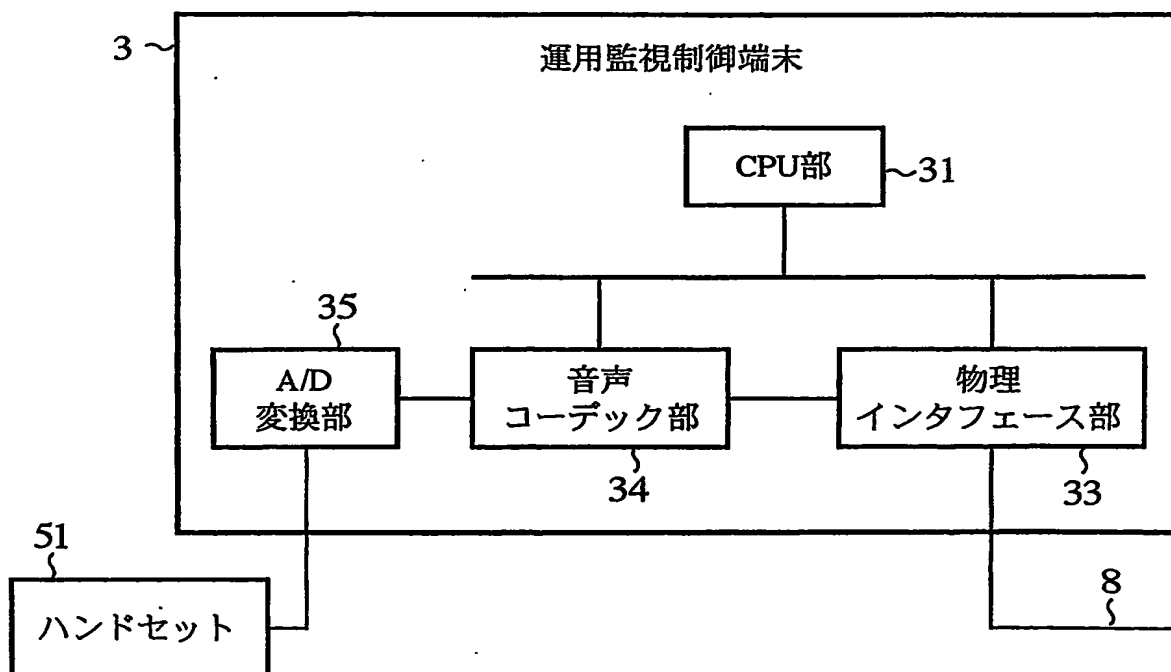 3
運用監視制御端末
CPU部
31
35
A/D
変換部
音声
コーデック部
物理
インタフェース部
34
33
51
ハンドセット
8